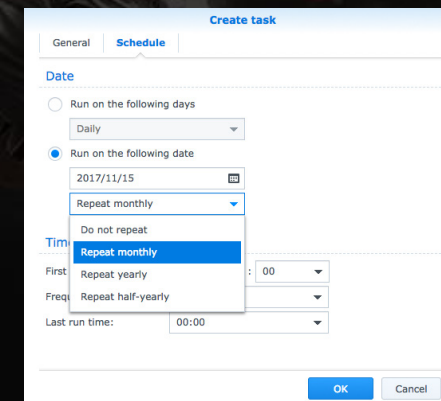 Create task
General Schedule
Date
Run on the following days
Daily
Run on the following date
2017/11/15
Repeat monthly
Do not repeat
Repeat monthly
Repeat yearly
Repeat half-yearly
Tim
First : 00
Frequ
Last run time: 00:00
OK Cancel